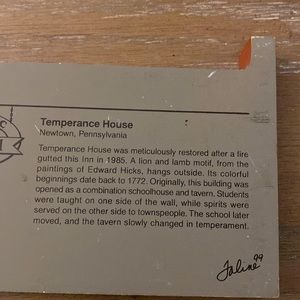 Temperance House
Newtown, Pennsylvania
Temperance House was meticulously restored after a fire
gutted this Inn in 1985. A lion and lamb motif, from the
paintings of Edward Hicks, hangs outside. Its colorful
beginnings date back to 1772. Originally, this building was
opened as a combination schoolhouse and tavern. Students
were taught on one side of the wall, while spirits were
served on the other side to townspeople. The school later
moved, and the tavern slowly changed in temperament.
Faline 99